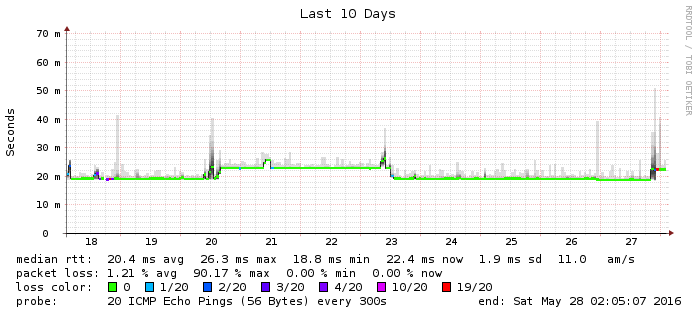 Last 10 Days
RRDTOOL / TOBI OETIKER
Seconds
70 m
60 m
50 m
40 m
30 m
20 m
10 m
0
18 19 20 21 22 23 24 25 26 27
median rtt: 20.4 ms avg 26.3 ms max 18.8 ms min 22.4 ms now 1.9 ms sd 11.0 am/s
packet loss: 1.21 % avg 90.17 % max 0.00 % min 0.00 % now
loss color: 0 1/20 2/20 3/20 4/20 10/20 19/20
probe: 20 ICMP Echo Pings (56 Bytes) every 300s end: Sat May 28 02:05:07 2016